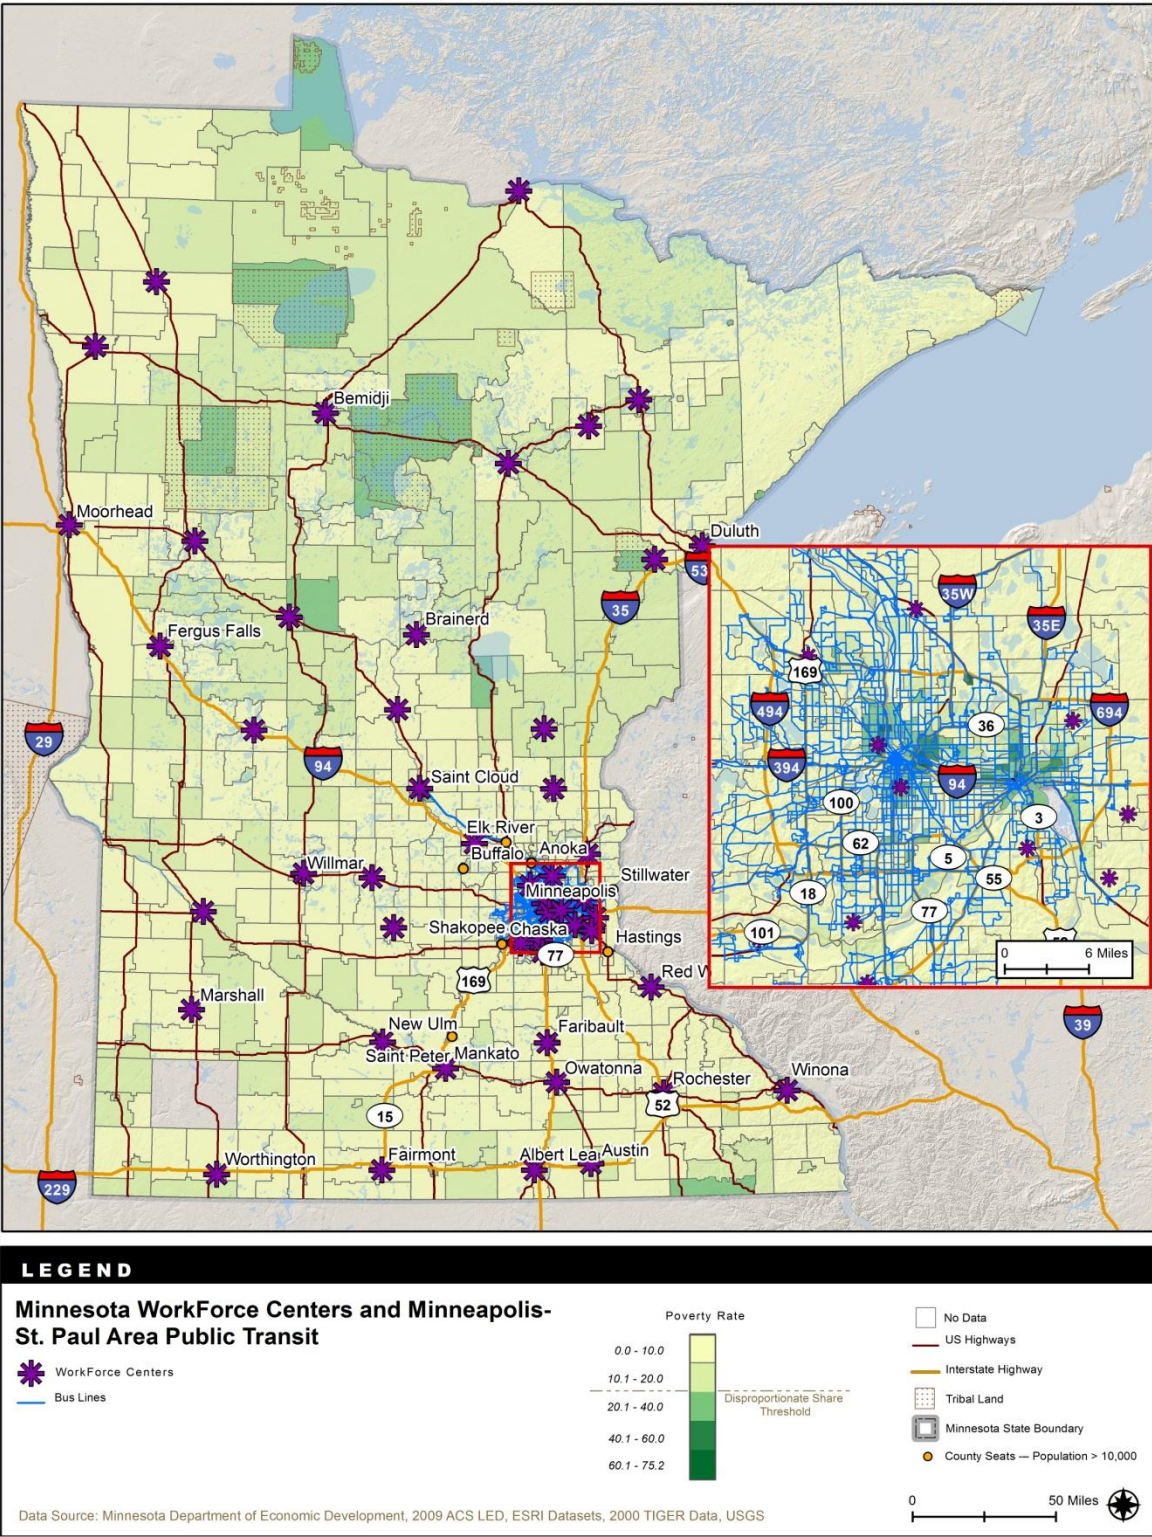 Bemidji
Moorhead
Duluth
53
35
Brainerd
Fergus Falls
29
94
Saint Cloud
Elk River
Buffalo
Anoka
Willmar
Stillwater
Minneapolis
Shakopee
Chaska
Hastings
77
169
Red W
Marshall
New Ulm
Faribault
Saint Peter
Mankato
Owatonna
Rochester
Winona
52
15
Worthington
Fairmont
Albert Lea
Austin
229
39
35W
35E
169
494
694
36
394
94
100
3
62
5
55
18
77
101
0 6 Miles
LEGEND
Minnesota WorkForce Centers and Minneapolis-
St. Paul Area Public Transit
WorkForce Centers
Bus Lines
Poverty Rate
0.0 - 10.0
10.1 - 20.0
20.1 - 40.0
40.1 - 60.0
60.1 - 75.2
Disproportionate Share
Threshold
No Data
US Highways
Interstate Highway
Tribal Land
Minnesota State Boundary
County Seats — Population > 10,000
0 50 Miles
Data Source: Minnesota Department of Economic Development, 2009 ACS LED, ESRI Datasets, 2000 TIGER Data, USGS